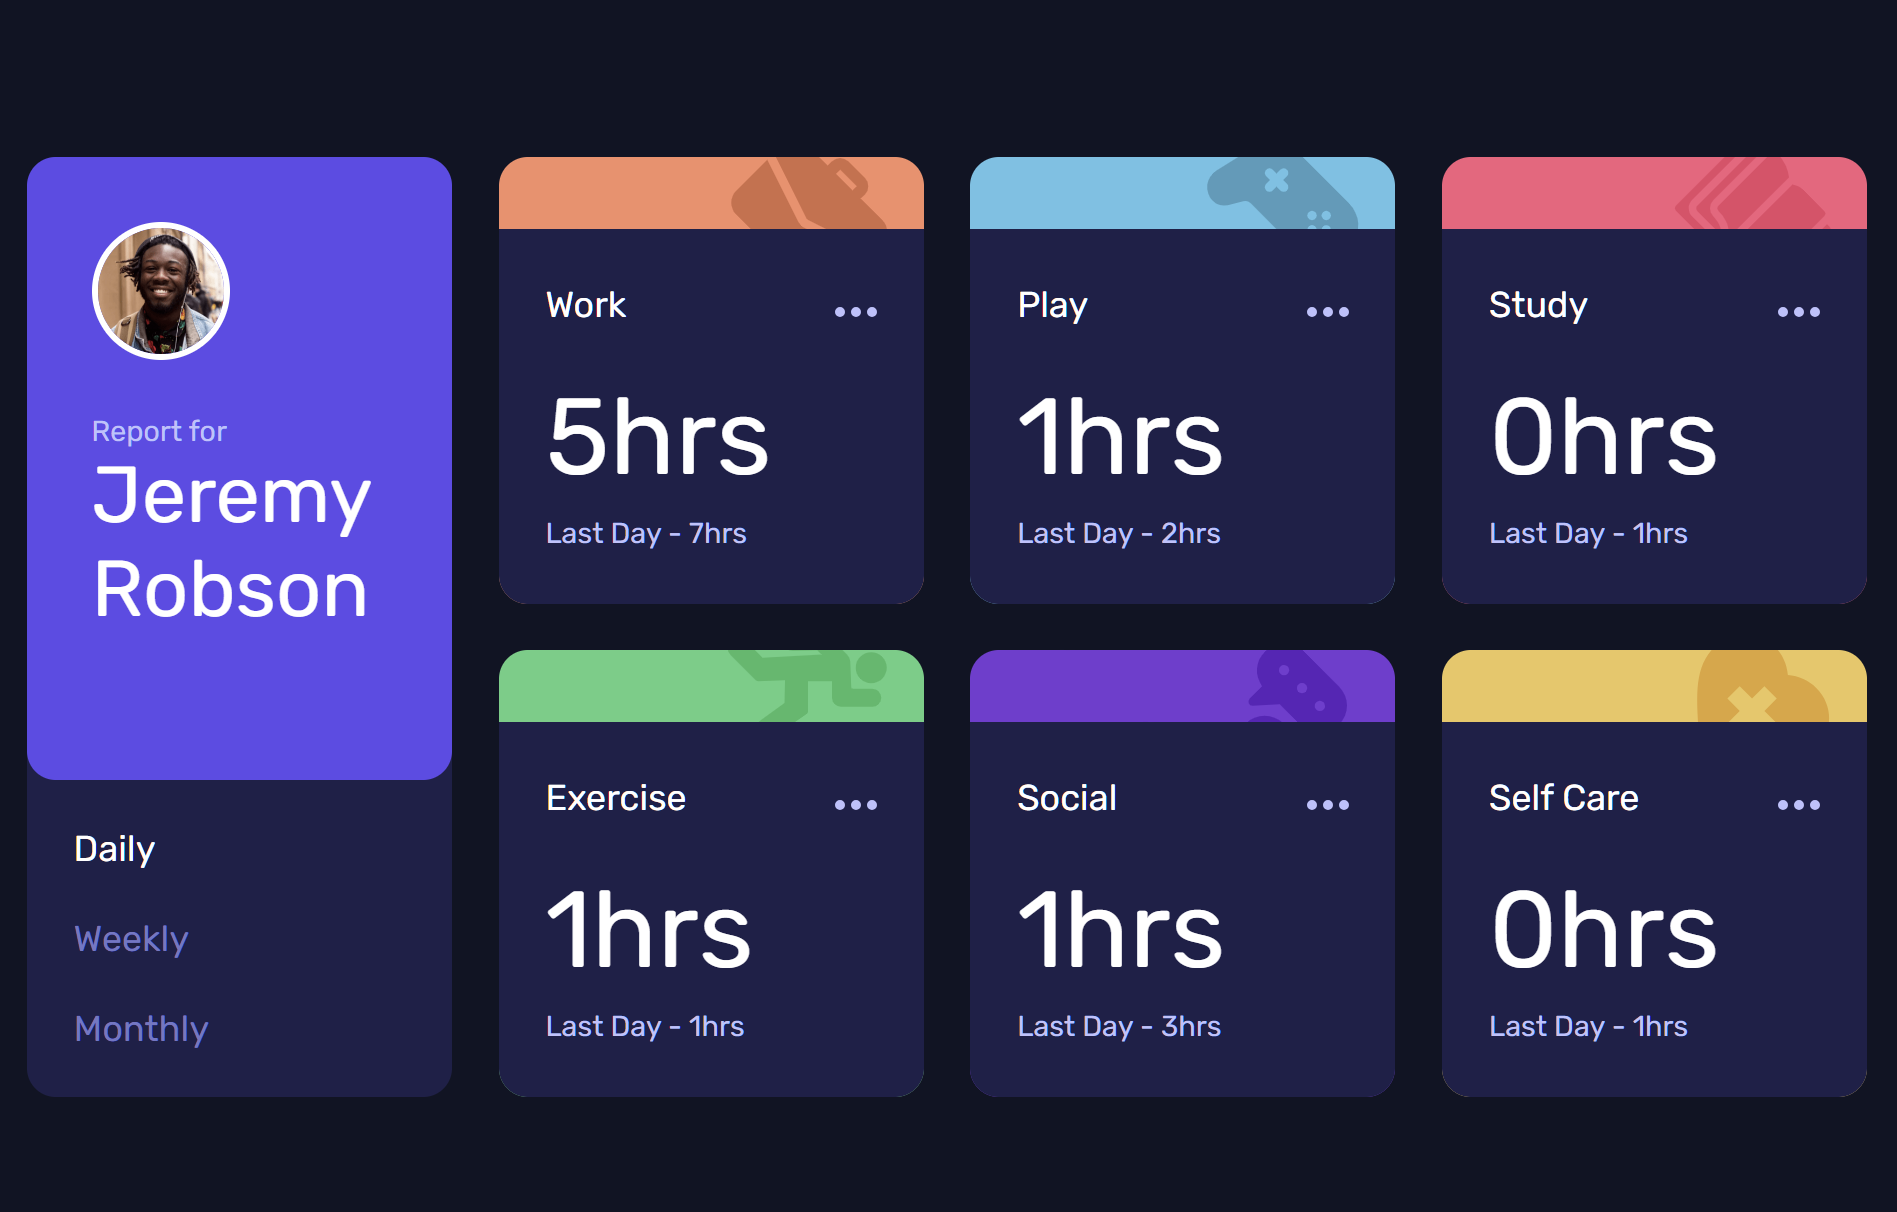 Report for
Jeremy
Robson
Daily
Weekly
Monthly
Work
5hrs
Last Day - 7hrs
Play
1hrs
Last Day - 2hrs
Study
0hrs
Last Day - 1hrs
Exercise
1hrs
Last Day - 1hrs
Social
1hrs
Last Day - 3hrs
Self Care
0hrs
Last Day - 1hrs